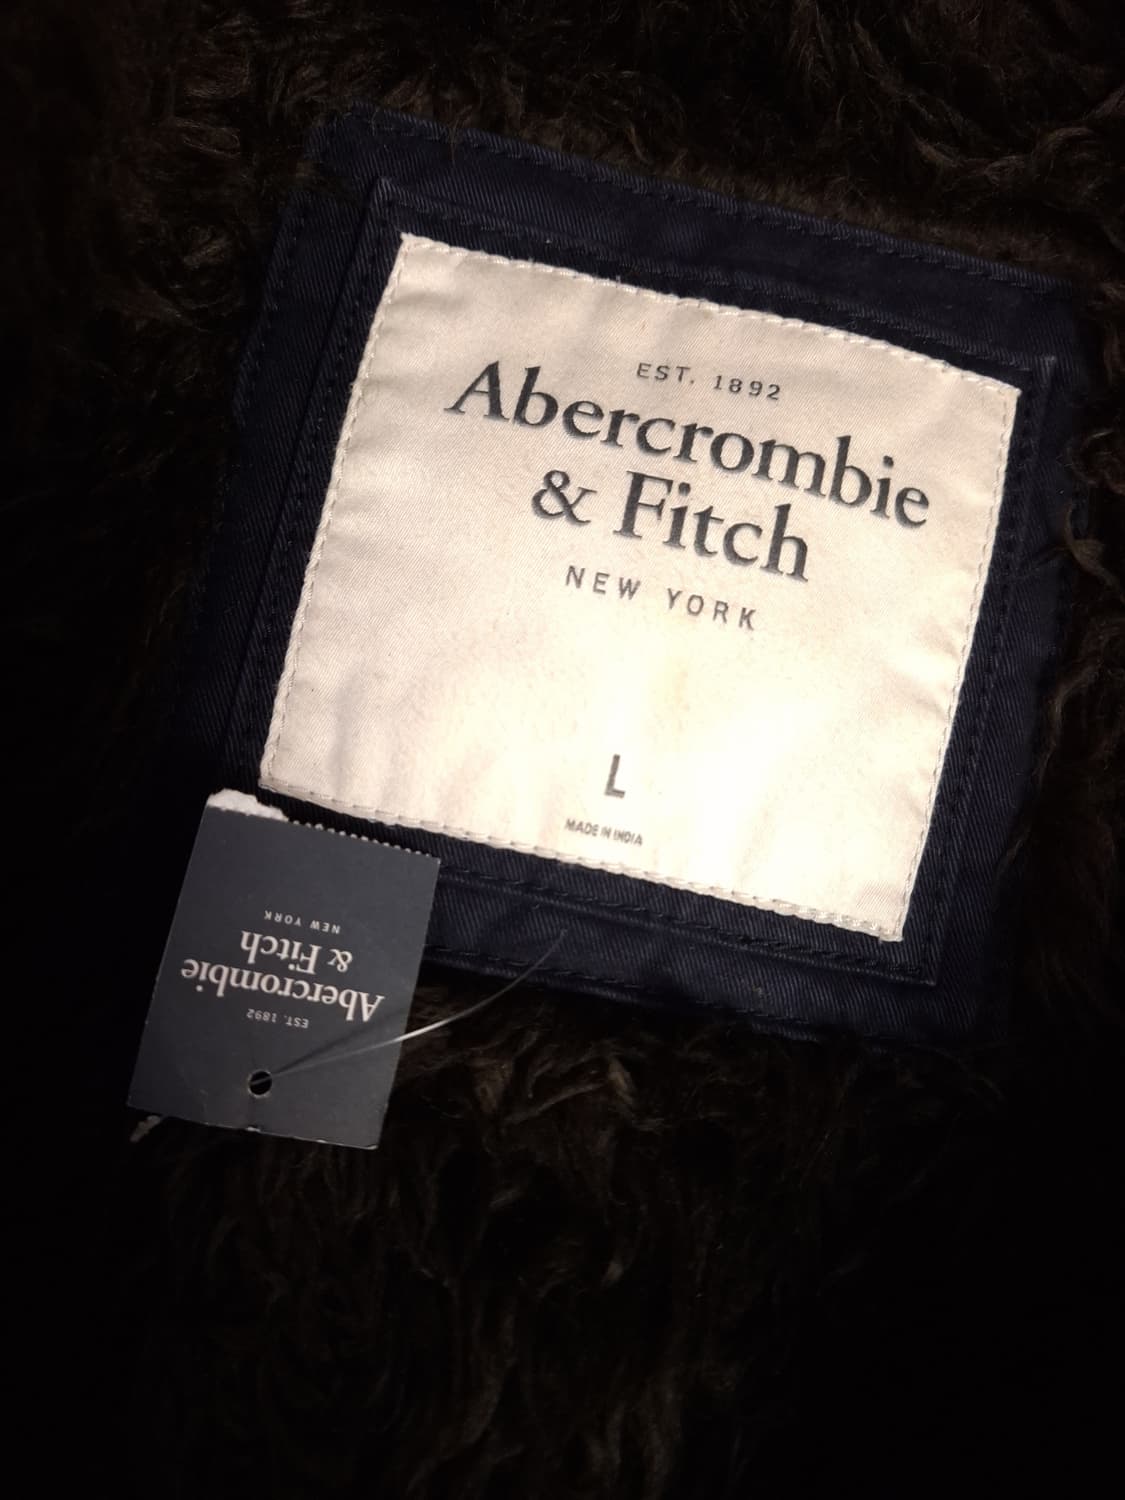 EST. 1892
Abercrombie
& Fitch
NEW YORK
L
MADE IN INDIA
EST. 1892
Abercrombie
& Fitch
NEW YORK